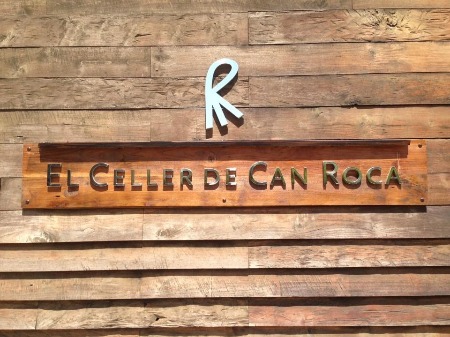 EL CELLER DE CAN ROCA